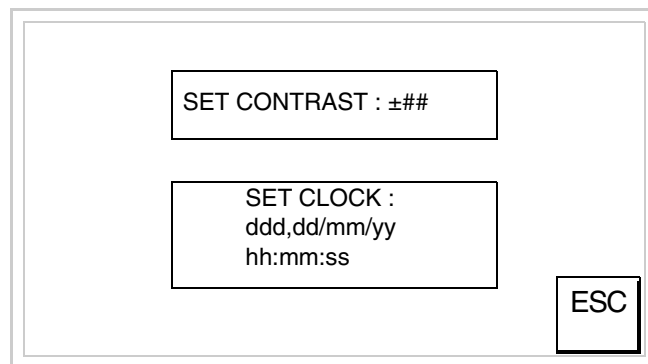 SET CONTRAST : ±##
SET CLOCK :
ddd,dd/mm/yy
hh:mm:ss
ESC